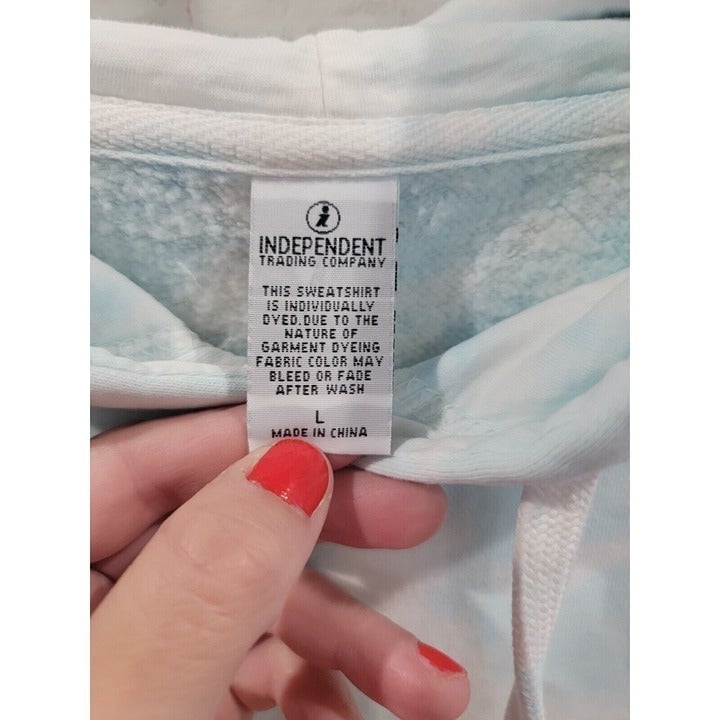 INDEPENDENT
TRADING COMPANY
THIS SWEATSHIRT
IS INDIVIDUALLY
DYED.DUE TO THE
NATURE OF
GARMENT DYEING
FABRIC COLOR MAY
BLEED OR FADE
AFTER WASH
L
MADE IN CHINA